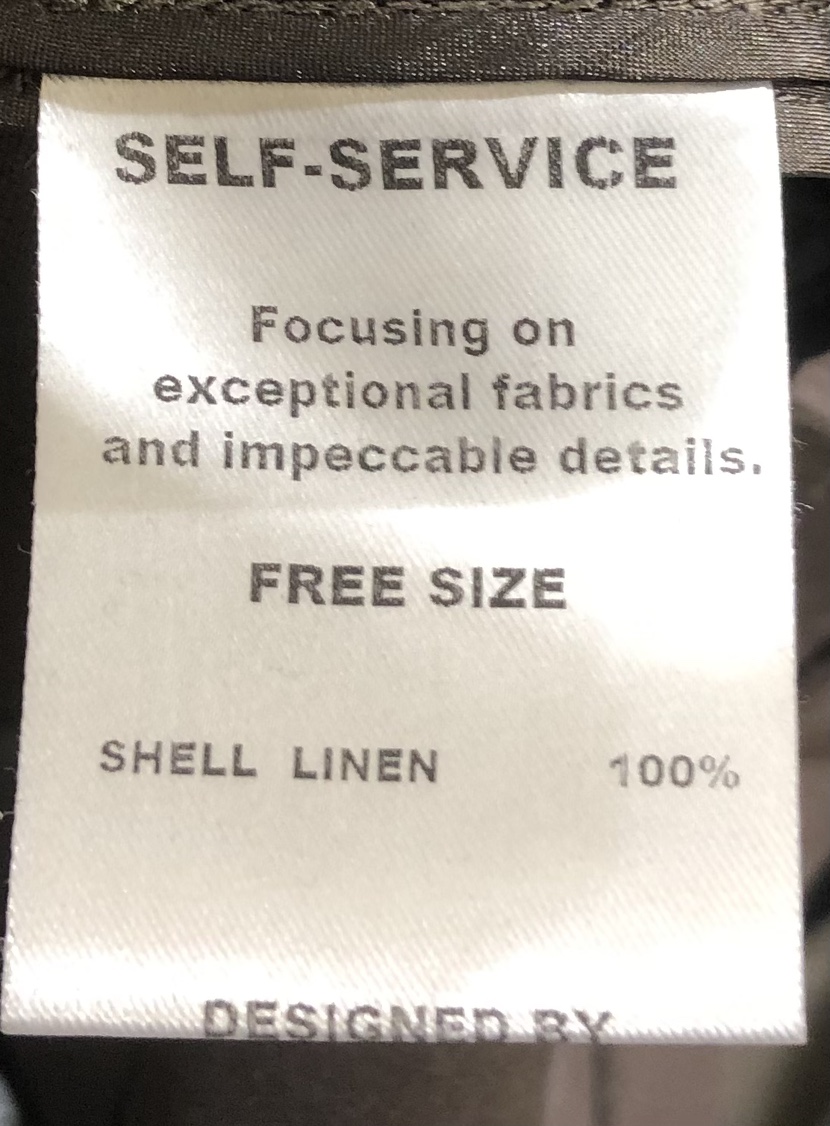 SELF-SERVICE
Focusing on
exceptional fabrics
and impeccable details.
FREE SIZE
SHELL LINEN 100%
DESIGNED BY